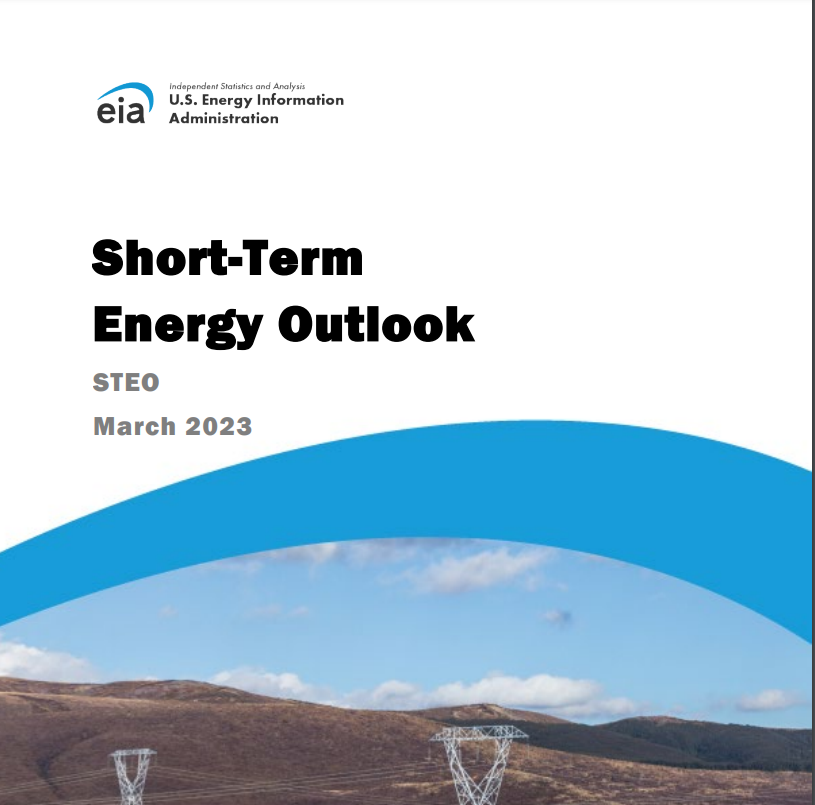 eia
Independent Statistics and Analysis
U.S. Energy Information
Administration
Short-Term
Energy Outlook
STEO
March 2023